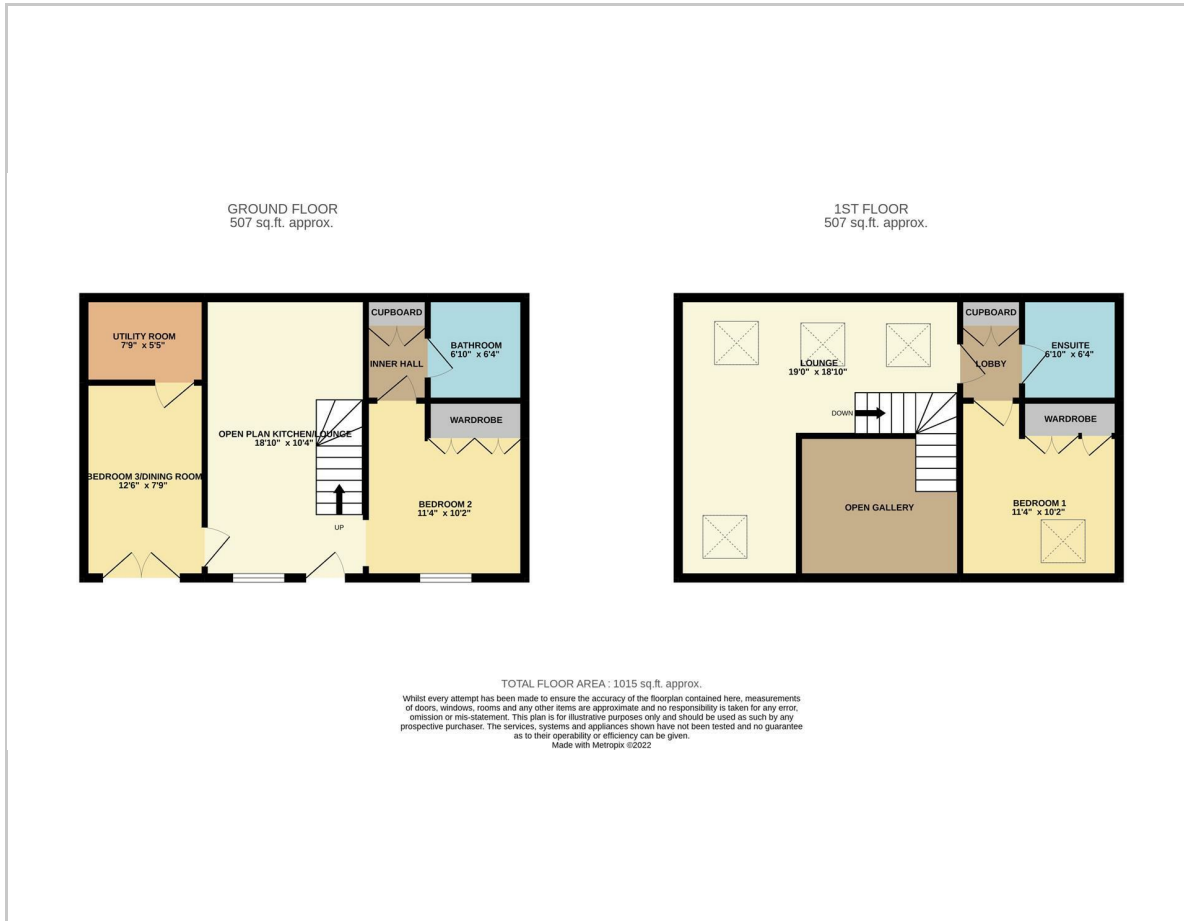 GROUND FLOOR
507 sq.ft. approx.
UTILITY ROOM
7'9" x 5'5"
CUPBOARD
INNER HALL
BATHROOM
6'10" x 6'4"
WARDROBE
OPEN PLAN KITCHEN/LOUNGE
18'10" x 10'4"
BEDROOM 3/DINING ROOM
12'6" x 7'9"
UP
BEDROOM 2
11'4" x 10'2"
1ST FLOOR
507 sq.ft. approx.
LOUNGE
19'0" x 18'10"
CUPBOARD
LOBBY
ENSUITE
6'10" x 6'4"
DOWN
WARDROBE
OPEN GALLERY
BEDROOM 1
11'4" x 10'2"
TOTAL FLOOR AREA : 1015 sq.ft. approx.
Whilst every attempt has been made to ensure the accuracy of the floorplan contained here, measurements
of doors, windows, rooms and any other items are approximate and no responsibility is taken for any error,
omission or mis-statement. This plan is for illustrative purposes only and should be used as such by any
prospective purchaser. The services, systems and appliances shown have not been tested and no guarantee
as to their operability or efficiency can be given.
Made with Metropix ©2022